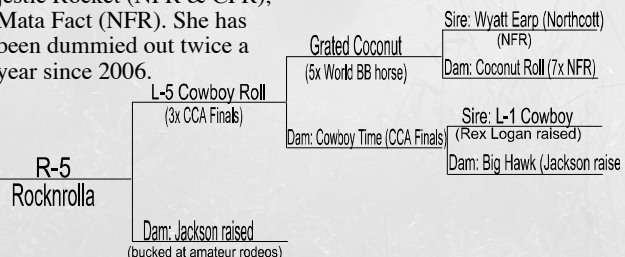 Majestic Rocket (NFR & CFR),
Mata Fact (NFR). She has
been dummied out twice a
year since 2006.
Sire: Wyatt Earp (Northcott)
(NFR)
Grated Coconut
(5x World BB horse)
Dam: Coconut Roll (7x NFR)
L-5 Cowboy Roll
(3x CCA Finals)
Sire: L-1 Cowboy
(Rex Logan raised)
Dam: Cowboy Time (CCA Finals)
Dam: Big Hawk (Jackson raise
R-5
Rocknrolla
Dam: Jackson raised
(bucked at amateur rodeos)